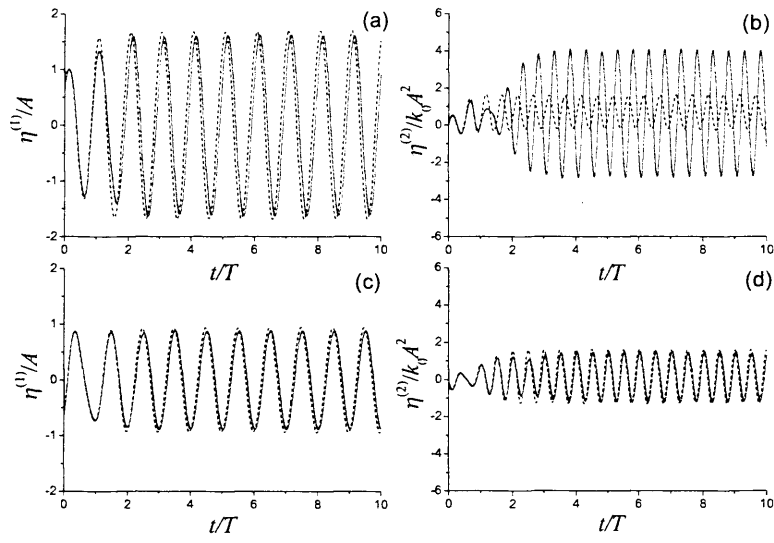 (a)
η⁽¹⁾/A
2
1
0
-1
-2
0 2 4 6 8 10
t/T
(b)
η⁽²⁾/k₀A²
6
4
2
0
-2
-4
-6
0 2 4 6 8 10
t/T
(c)
η⁽¹⁾/A
2
1
0
-1
-2
0 2 4 6 8 10
t/T
(d)
η⁽²⁾/k₀A²
6
4
2
0
-2
-4
-6
0 2 4 6 8 10
t/T